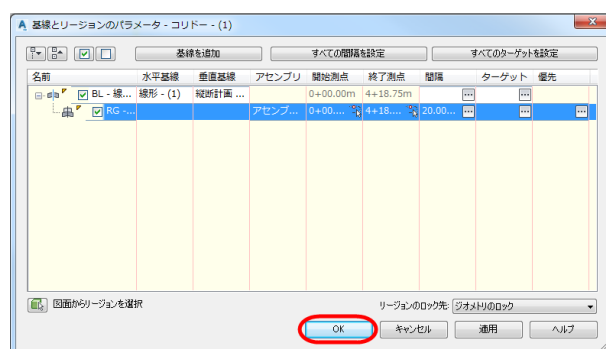 基線とリージョンのパラメータ - コリドー - (1)
基線を追加 すべての間隔を設定 すべてのターゲットを設定
名前 水平基線 垂直基線 アセンブリ 開始測点 終了測点 間隔 ターゲット 優先
BL - 線... 線形 - (1) 縦断計画 ... 0+00.00m 4+18.75m
RG -... アセンブ... 0+00.... 4+18.... 20.00...
図面からリージョンを選択 リージョンのロック先: ジオメトリのロック
OK キャンセル 適用 ヘルプ